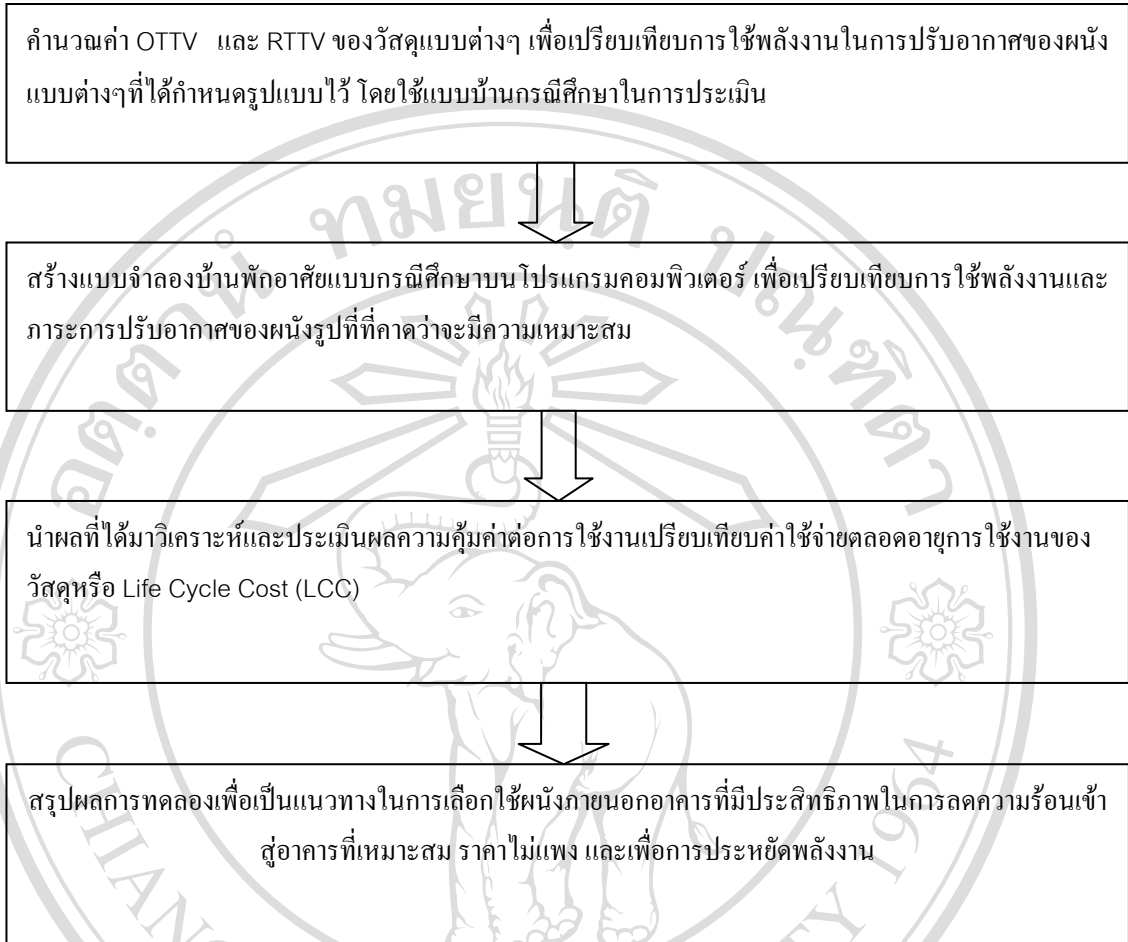 คำนวณค่า OTTV และ RTTV ของวัสดุแบบต่างๆ เพื่อเปรียบเทียบการใช้พลังงานในการปรับอากาศของผนัง
แบบต่างๆที่ได้กำหนดรูปแบบไว้ โดยใช้แบบบ้านกรณีศึกษาในการประเมิน
สร้างแบบจำลองบ้านพักอาศัยแบบกรณีศึกษาบนโปรแกรมคอมพิวเตอร์ เพื่อเปรียบเทียบการใช้พลังงานและ
ภาระการปรับอากาศของผนังรูปที่ที่คาดว่าจะมีความเหมาะสม
นำผลที่ได้มาวิเคราะห์และประเมินผลความคุ้มค่าต่อการใช้งานเปรียบเทียบค่าใช้จ่ายตลอดอายุการใช้งานของ
วัสดุหรือ Life Cycle Cost (LCC)
สรุปผลการทดลองเพื่อเป็นแนวทางในการเลือกใช้ผนังภายนอกอาคารที่มีประสิทธิภาพในการลดความร้อนเข้า
สู่อาคารที่เหมาะสม ราคาไม่แพง และเพื่อการประหยัดพลังงาน
อตฺตานํ ทมยนฺติ ปณฺฑิตา
1964